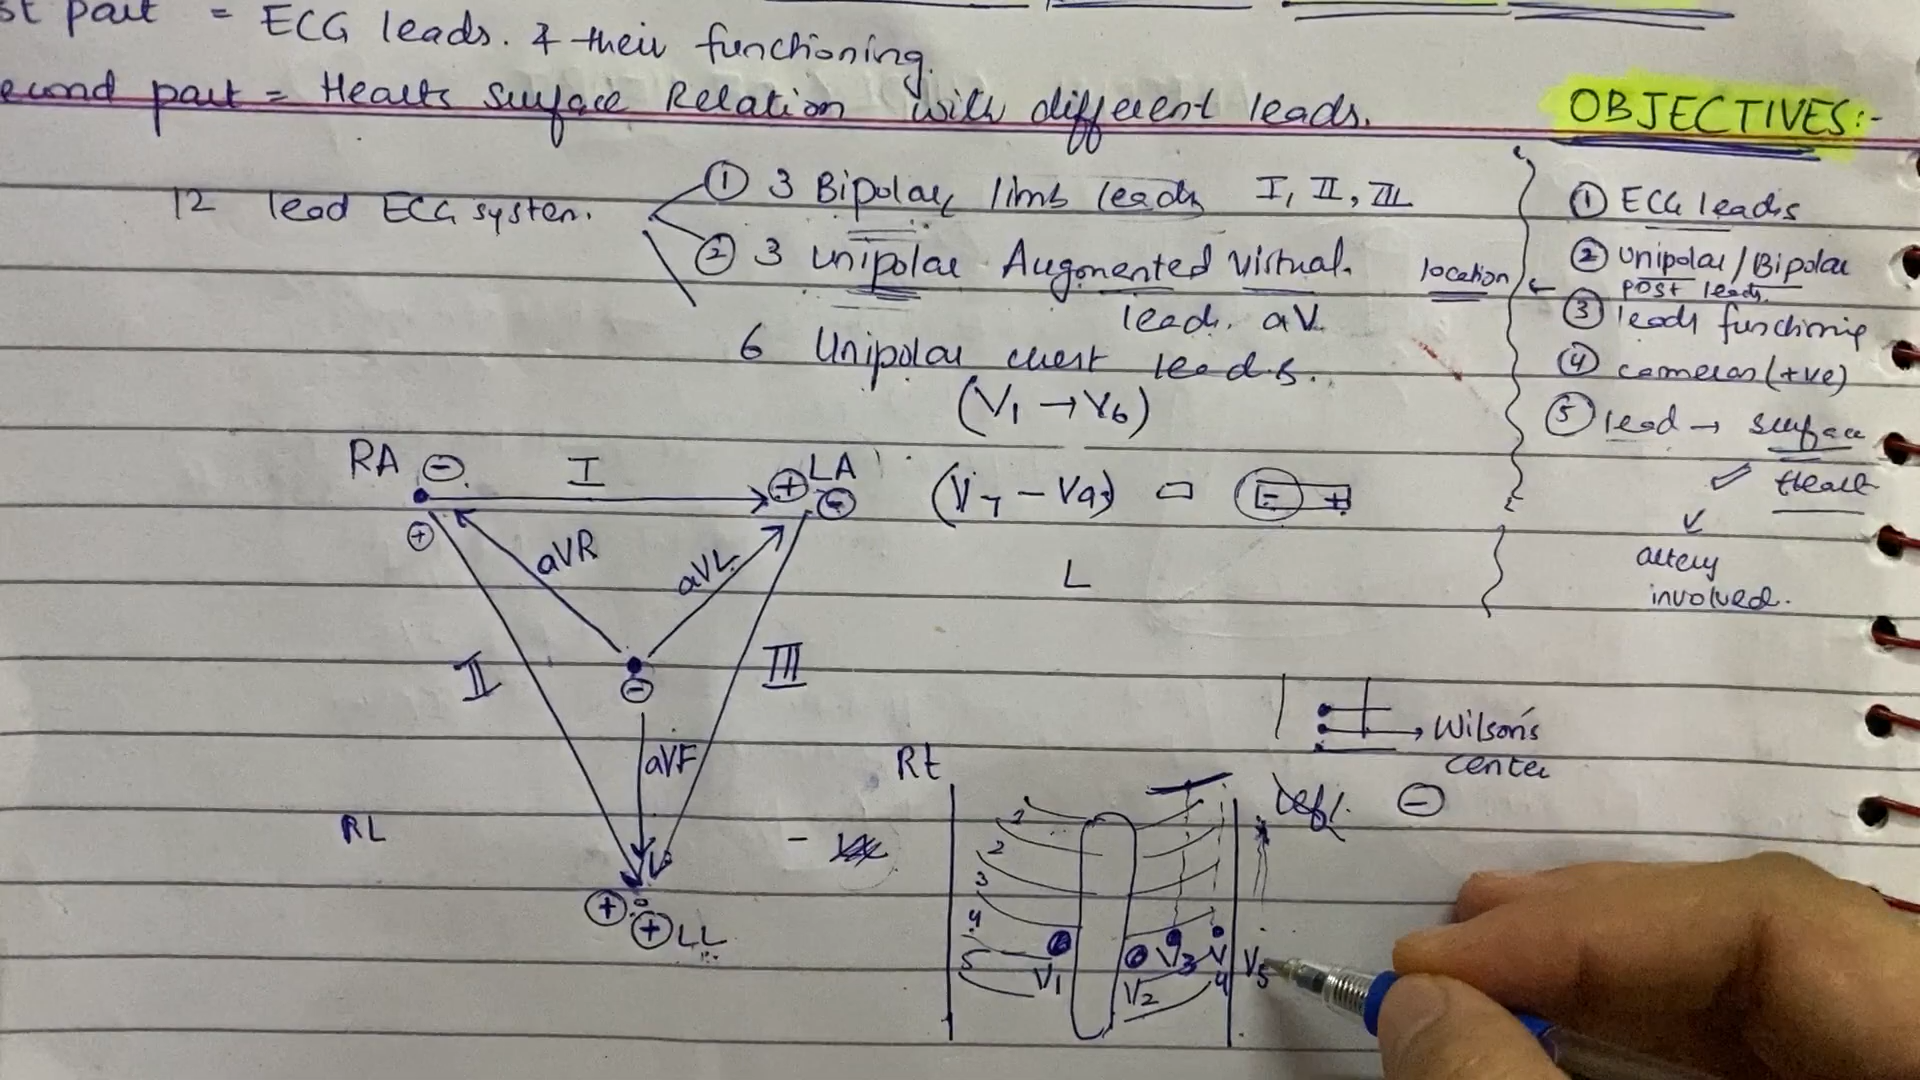 st part = ECG leads. & their functioning.
econd part = Hearts Surface Relation with different leads.
OBJECTIVES:-
12 lead ECG system.
① 3 Bipolar limb leads I, II, III
② 3 unipolar Augmented virtual.
leads. aV
6 Unipolar chest leads.
(V1 → V6)
(V7 - V9)
location
① ECG leads
② Unipolar/Bipolar
post leads.
③ leads functioning
④ cameras (+ve)
⑤ lead → surface
Heart
artery
involved.
RA ⊖
I
⊕ LA
⊖
⊕
aVR
aVL
- +
L
II
III
⊖
aVF
RL
⊕
⊕ LL
Wilson's
center
Rt
Left.
⊖
1
2
3
4
5
V1
V2
V3
V4
V5